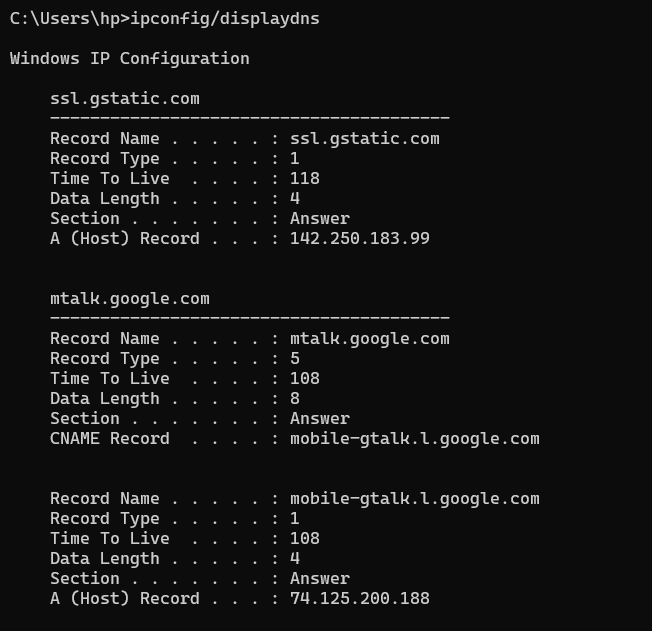 C:\Users\hp>ipconfig/displaydns
Windows IP Configuration
ssl.gstatic.com
----------------------------------------
Record Name . . . . . : ssl.gstatic.com
Record Type . . . . . : 1
Time To Live  . . . . : 118
Data Length . . . . . : 4
Section . . . . . . . : Answer
A (Host) Record . . . : 142.250.183.99
mtalk.google.com
----------------------------------------
Record Name . . . . . : mtalk.google.com
Record Type . . . . . : 5
Time To Live  . . . . : 108
Data Length . . . . . : 8
Section . . . . . . . : Answer
CNAME Record  . . . . : mobile-gtalk.l.google.com
Record Name . . . . . : mobile-gtalk.l.google.com
Record Type . . . . . : 1
Time To Live  . . . . : 108
Data Length . . . . . : 4
Section . . . . . . . : Answer
A (Host) Record . . . : 74.125.200.188